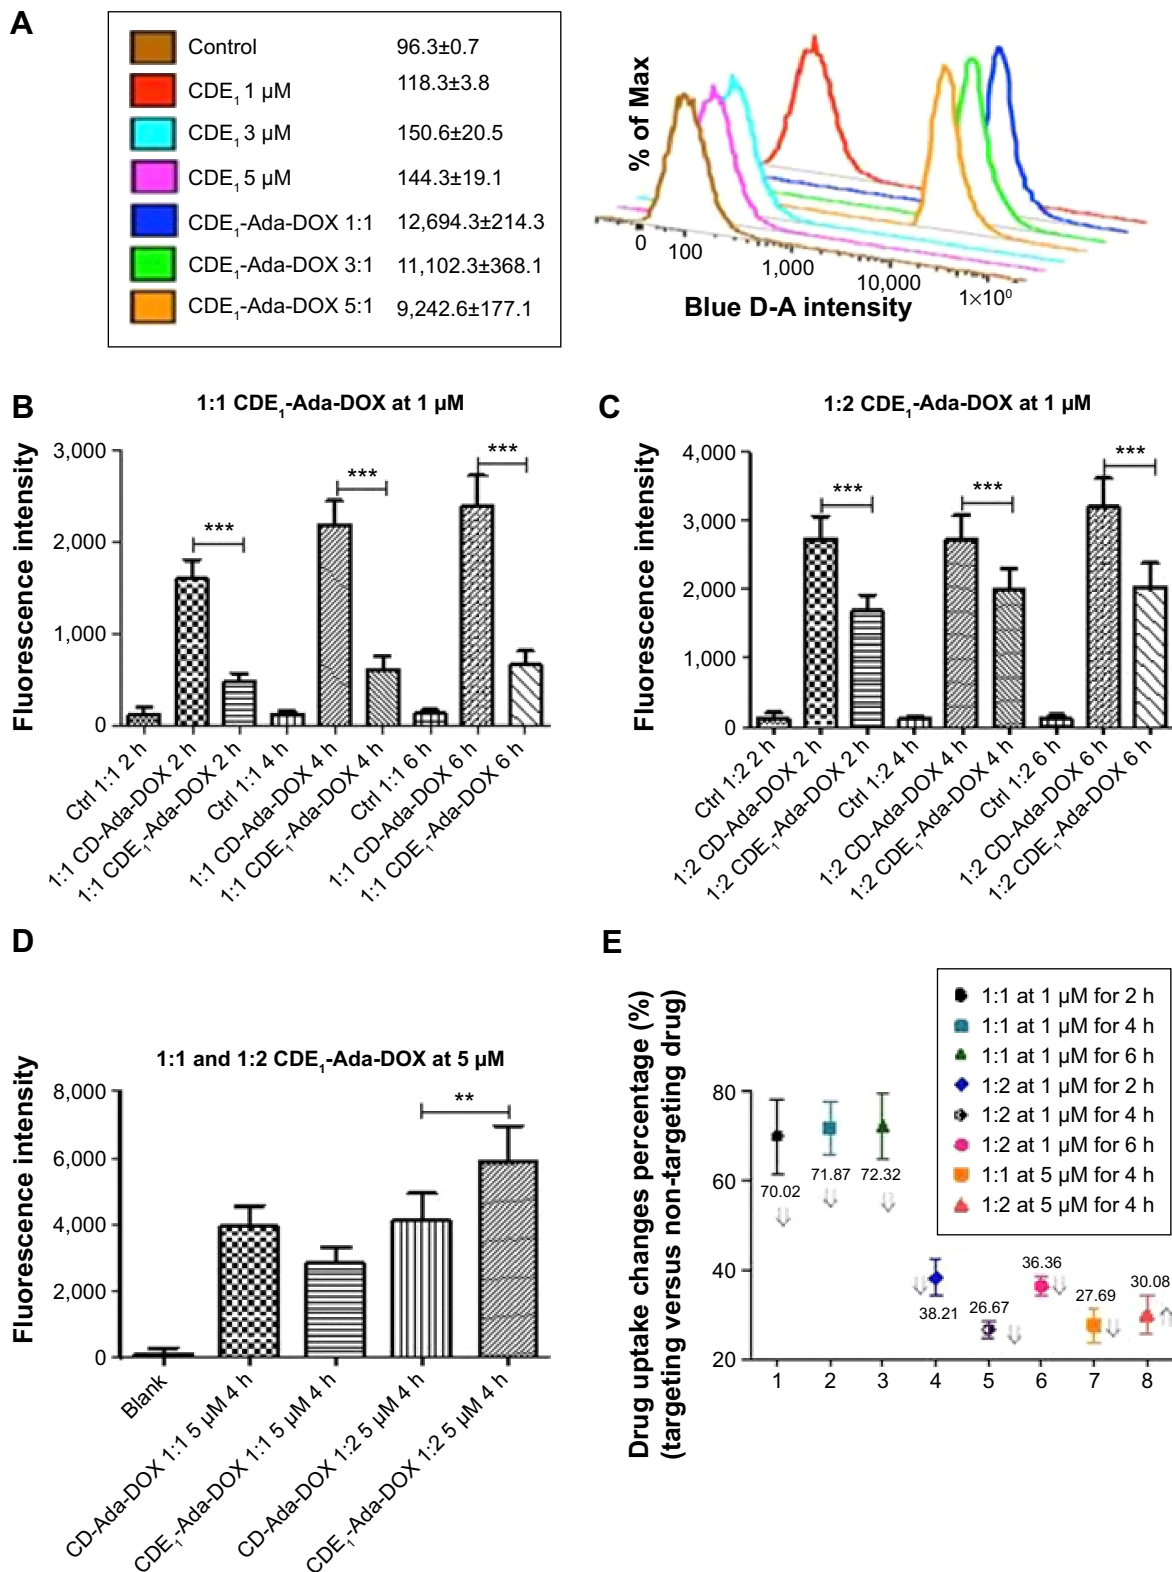 A
Control 96.3±0.7
CDE₁ 1 µM 118.3±3.8
CDE₁ 3 µM 150.6±20.5
CDE₁ 5 µM 144.3±19.1
CDE₁-Ada-DOX 1:1 12,694.3±214.3
CDE₁-Ada-DOX 3:1 11,102.3±368.1
CDE₁-Ada-DOX 5:1 9,242.6±177.1
% of Max
0
100
1,000
10,000
1×10⁰
Blue D-A intensity
B
1:1 CDE₁-Ada-DOX at 1 µM
Fluorescence intensity
3,000
2,000
1,000
0
***
***
***
Ctrl 1:1 2 h
1:1 CD-Ada-DOX 2 h
1:1 CDE₁-Ada-DOX 2 h
Ctrl 1:1 4 h
1:1 CD-Ada-DOX 4 h
1:1 CDE₁-Ada-DOX 4 h
Ctrl 1:1 6 h
1:1 CD-Ada-DOX 6 h
1:1 CDE₁-Ada-DOX 6 h
C
1:2 CDE₁-Ada-DOX at 1 µM
Fluorescence intensity
4,000
3,000
2,000
1,000
0
***
***
***
Ctrl 1:2 2 h
1:2 CD-Ada-DOX 2 h
1:2 CDE₁-Ada-DOX 2 h
Ctrl 1:2 4 h
1:2 CD-Ada-DOX 4 h
1:2 CDE₁-Ada-DOX 4 h
Ctrl 1:2 6 h
1:2 CD-Ada-DOX 6 h
1:2 CDE₁-Ada-DOX 6 h
D
1:1 and 1:2 CDE₁-Ada-DOX at 5 µM
Fluorescence intensity
8,000
6,000
4,000
2,000
0
**
Blank
CD-Ada-DOX 1:1 5 µM 4 h
CDE₁-Ada-DOX 1:1 5 µM 4 h
CD-Ada-DOX 1:2 5 µM 4 h
CDE₁-Ada-DOX 1:2 5 µM 4 h
E
Drug uptake changes percentage (%)
(targeting versus non-targeting drug)
1:1 at 1 µM for 2 h
1:1 at 1 µM for 4 h
1:1 at 1 µM for 6 h
1:2 at 1 µM for 2 h
1:2 at 1 µM for 4 h
1:2 at 1 µM for 6 h
1:1 at 5 µM for 4 h
1:2 at 5 µM for 4 h
80
60
40
20
70.02
71.87
72.32
38.21
26.67
36.36
27.69
30.08
1 2 3 4 5 6 7 8